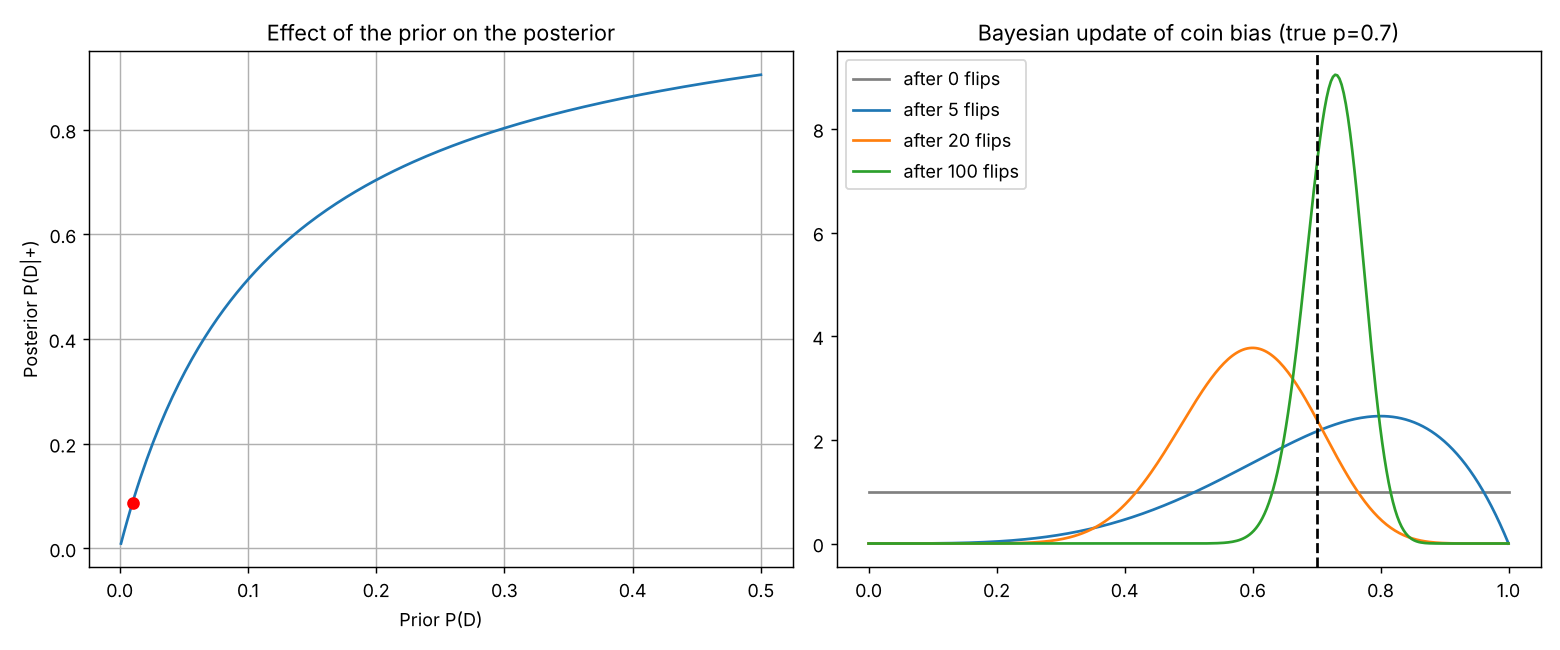 Effect of the prior on the posterior
0.8
0.6
0.4
0.2
0.0
Posterior P(D|+)
0.0 0.1 0.2 0.3 0.4 0.5
Prior P(D)
Bayesian update of coin bias (true p=0.7)
after 0 flips
after 5 flips
after 20 flips
after 100 flips
8
6
4
2
0
0.0 0.2 0.4 0.6 0.8 1.0